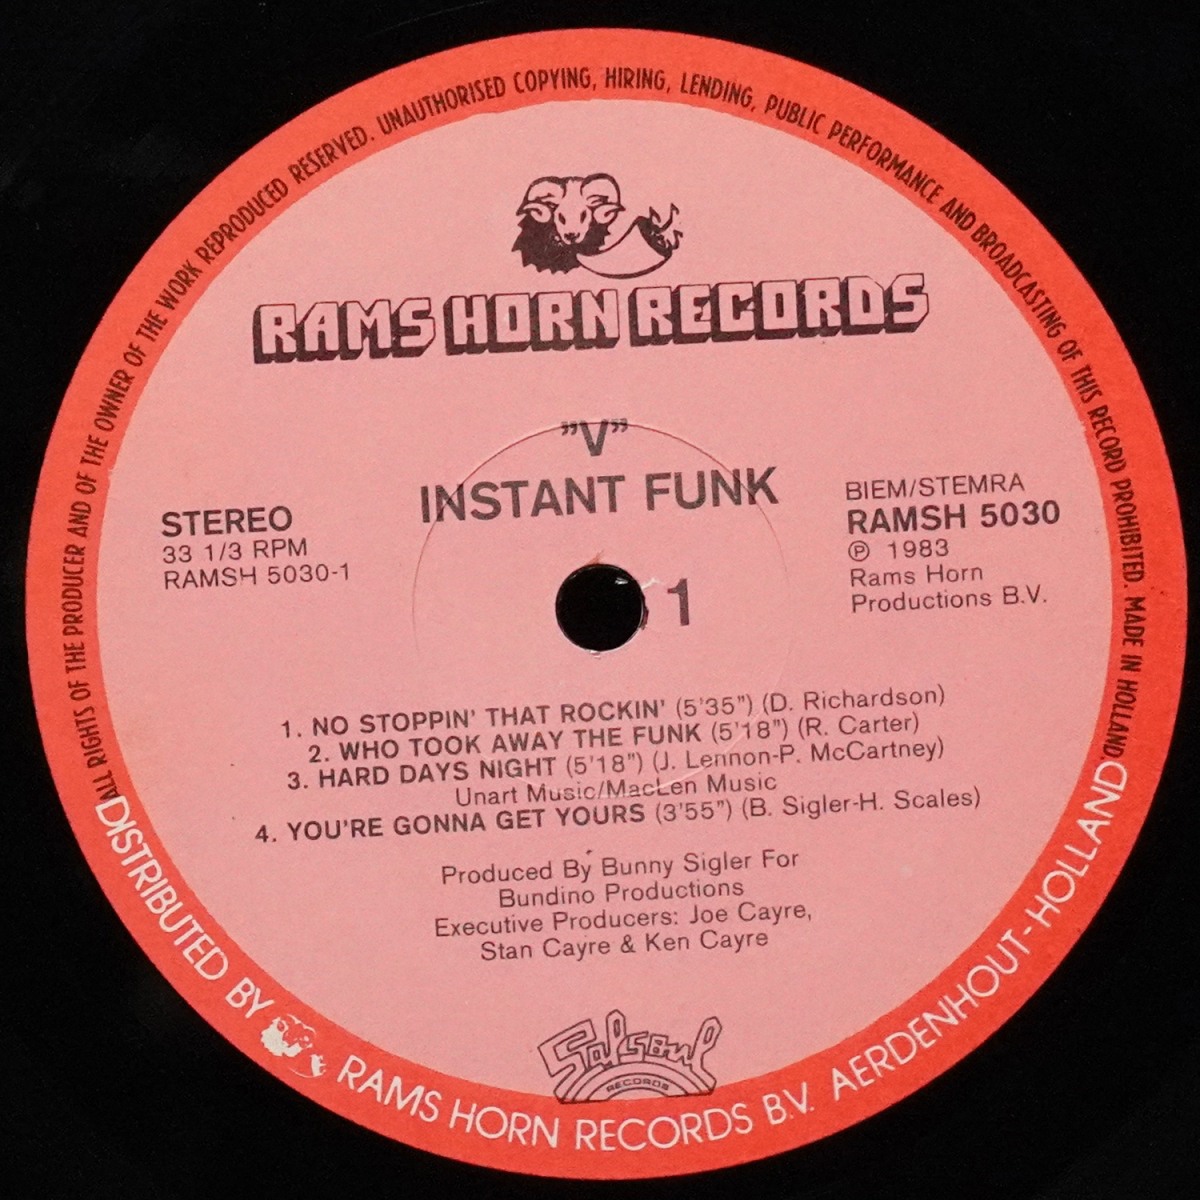 ALL RIGHTS OF THE PRODUCER AND OF THE OWNER OF THE WORK REPRODUCED RESERVED. UNAUTHORISED COPYING, HIRING, LENDING, PUBLIC PERFORMANCE AND BROADCASTING OF THIS RECORD PROHIBITED. MADE IN HOLLAND.
RAMS HORN RECORDS
”V”
INSTANT FUNK
STEREO
33 1/3 RPM
RAMSH 5030-1
BIEM/STEMRA
RAMSH 5030
℗ 1983
Rams Horn
Productions B.V.
1
1. NO STOPPIN' THAT ROCKIN' (5'35") (D. Richardson)
2. WHO TOOK AWAY THE FUNK (5'18") (R. Carter)
3. HARD DAYS NIGHT (5'18") (J. Lennon-P. McCartney)
Unart Music/MacLen Music
4. YOU'RE GONNA GET YOURS (3'55") (B. Sigler-H. Scales)
Produced By Bunny Sigler For
Bundino Productions
Executive Producers: Joe Cayre,
Stan Cayre & Ken Cayre
Salsoul
RECORDS
DISTRIBUTED BY RAMS HORN RECORDS B.V. AERDENHOUT-HOLLAND